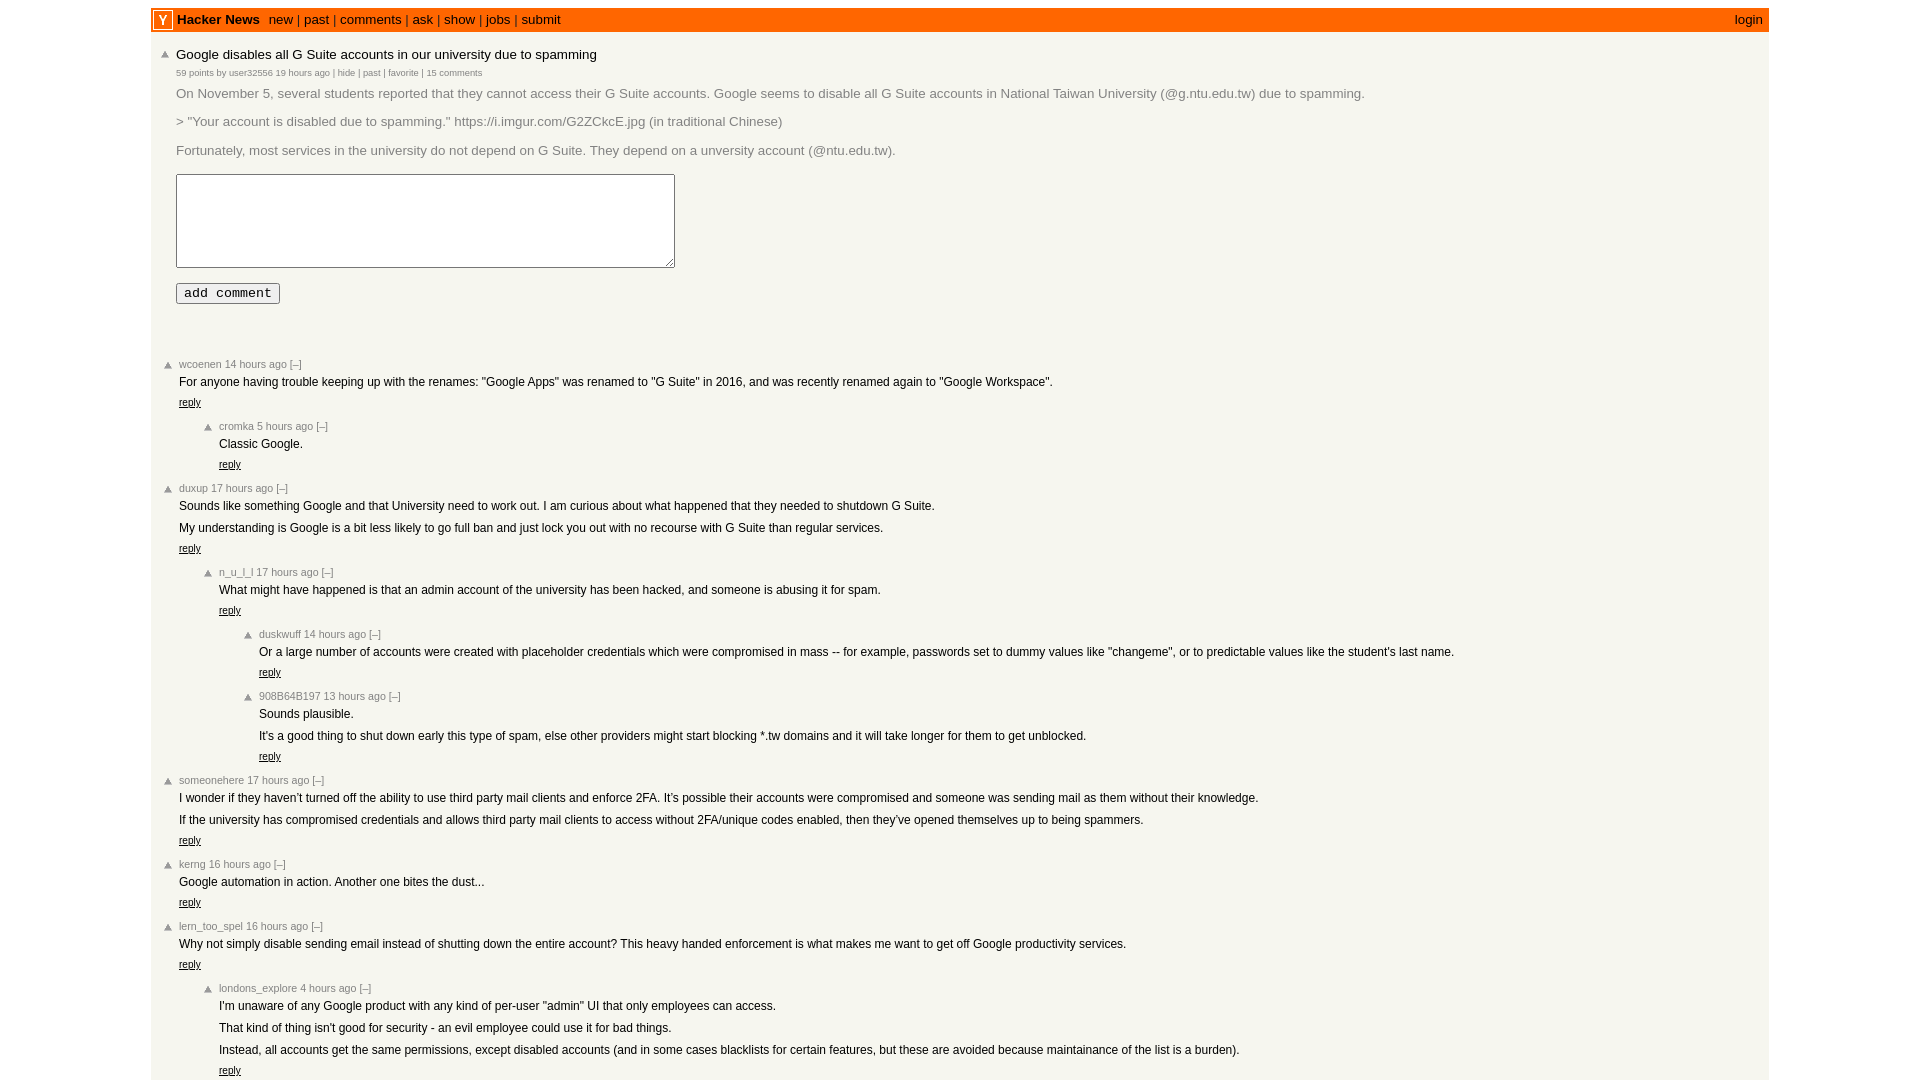 Y Hacker News new | past | comments | ask | show | jobs | submit login
Google disables all G Suite accounts in our university due to spamming
59 points by user32556 19 hours ago | hide | past | favorite | 15 comments
On November 5, several students reported that they cannot access their G Suite accounts. Google seems to disable all G Suite accounts in National Taiwan University (@g.ntu.edu.tw) due to spamming.
> "Your account is disabled due to spamming." https://i.imgur.com/G2ZCkcE.jpg (in traditional Chinese)
Fortunately, most services in the university do not depend on G Suite. They depend on a unversity account (@ntu.edu.tw).
add comment
wcoenen 14 hours ago [–]
For anyone having trouble keeping up with the renames: "Google Apps" was renamed to "G Suite" in 2016, and was recently renamed again to "Google Workspace".
reply
cromka 5 hours ago [–]
Classic Google.
reply
duxup 17 hours ago [–]
Sounds like something Google and that University need to work out. I am curious about what happened that they needed to shutdown G Suite.
My understanding is Google is a bit less likely to go full ban and just lock you out with no recourse with G Suite than regular services.
reply
n_u_l_l 17 hours ago [–]
What might have happened is that an admin account of the university has been hacked, and someone is abusing it for spam.
reply
duskwuff 14 hours ago [–]
Or a large number of accounts were created with placeholder credentials which were compromised in mass -- for example, passwords set to dummy values like "changeme", or to predictable values like the student's last name.
reply
908B64B197 13 hours ago [–]
Sounds plausible.
It's a good thing to shut down early this type of spam, else other providers might start blocking *.tw domains and it will take longer for them to get unblocked.
reply
someonehere 17 hours ago [–]
I wonder if they haven’t turned off the ability to use third party mail clients and enforce 2FA. It’s possible their accounts were compromised and someone was sending mail as them without their knowledge.
If the university has compromised credentials and allows third party mail clients to access without 2FA/unique codes enabled, then they’ve opened themselves up to being spammers.
reply
kerng 16 hours ago [–]
Google automation in action. Another one bites the dust...
reply
lern_too_spel 16 hours ago [–]
Why not simply disable sending email instead of shutting down the entire account? This heavy handed enforcement is what makes me want to get off Google productivity services.
reply
londons_explore 4 hours ago [–]
I'm unaware of any Google product with any kind of per-user "admin" UI that only employees can access.
That kind of thing isn't good for security - an evil employee could use it for bad things.
Instead, all accounts get the same permissions, except disabled accounts (and in some cases blacklists for certain features, but these are avoided because maintainance of the list is a burden).
reply